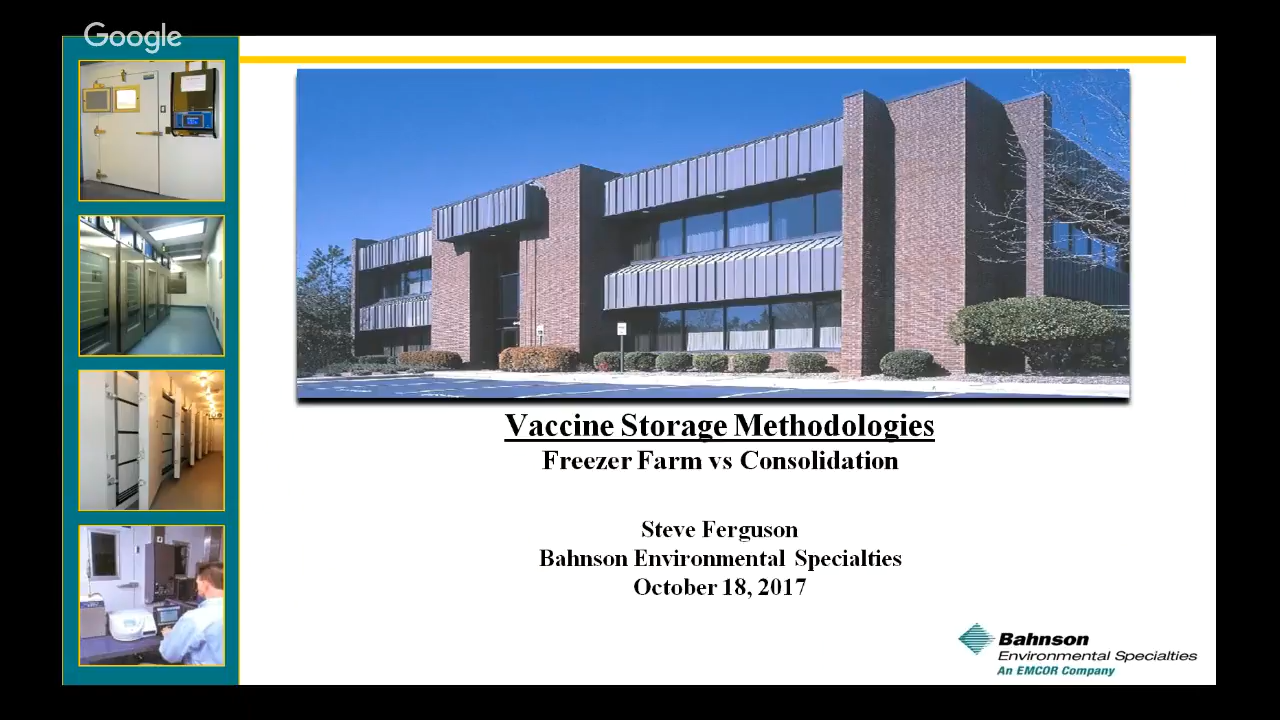 Google
Vaccine Storage Methodologies
Freezer Farm vs Consolidation
Steve Ferguson
Bahnson Environmental Specialties
October 18, 2017
Bahnson
Environmental Specialties
An EMCOR Company